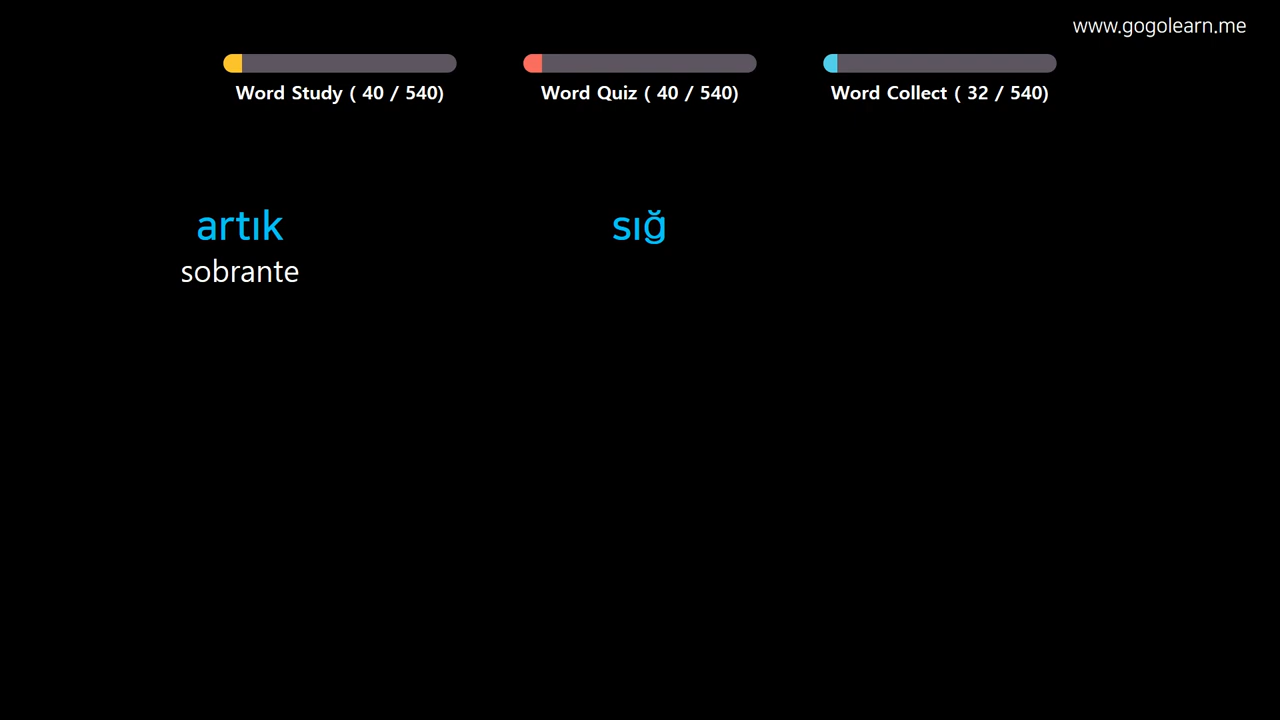 www.gogolearn.me
Word Study ( 40 / 540)
Word Quiz ( 40 / 540)
Word Collect ( 32 / 540)
artık
sobrante
sığ